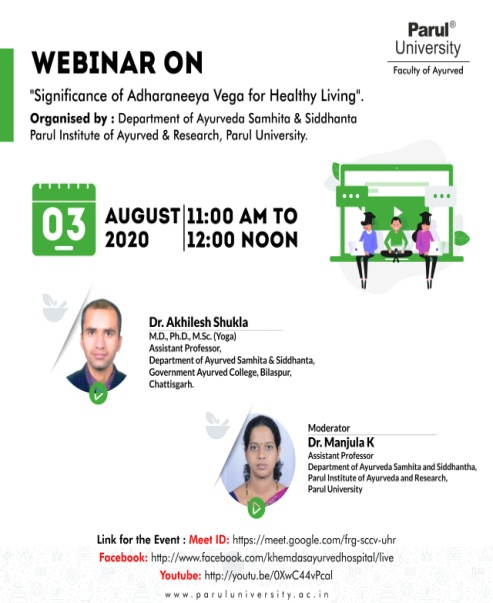 Parul®
University
Faculty of Ayurved
WEBINAR ON
"Significance of Adharaneeya Vega for Healthy Living".
Organised by : Department of Ayurveda Samhita & Siddhanta
Parul Institute of Ayurved & Research, Parul University.
03
AUGUST 11:00 AM TO
2020 12:00 NOON
Dr. Akhilesh Shukla
M.D., Ph.D., M.Sc. (Yoga)
Assistant Professor,
Department of Ayurved Samhita & Siddhanta,
Government Ayurved College, Bilaspur,
Chattisgarh.
Moderator
Dr. Manjula K
Assistant Professor
Department of Ayurveda Samhita and Siddhantha,
Parul Institute of Ayurveda and Research,
Parul University
Link for the Event : Meet ID: https://meet.google.com/frg-sccv-uhr
Facebook: http://www.facebook.com/khemdasayurvedhospital/live
Youtube: http://youtu.be/0XwC44vPcaI
www.paruluniversity.ac.in